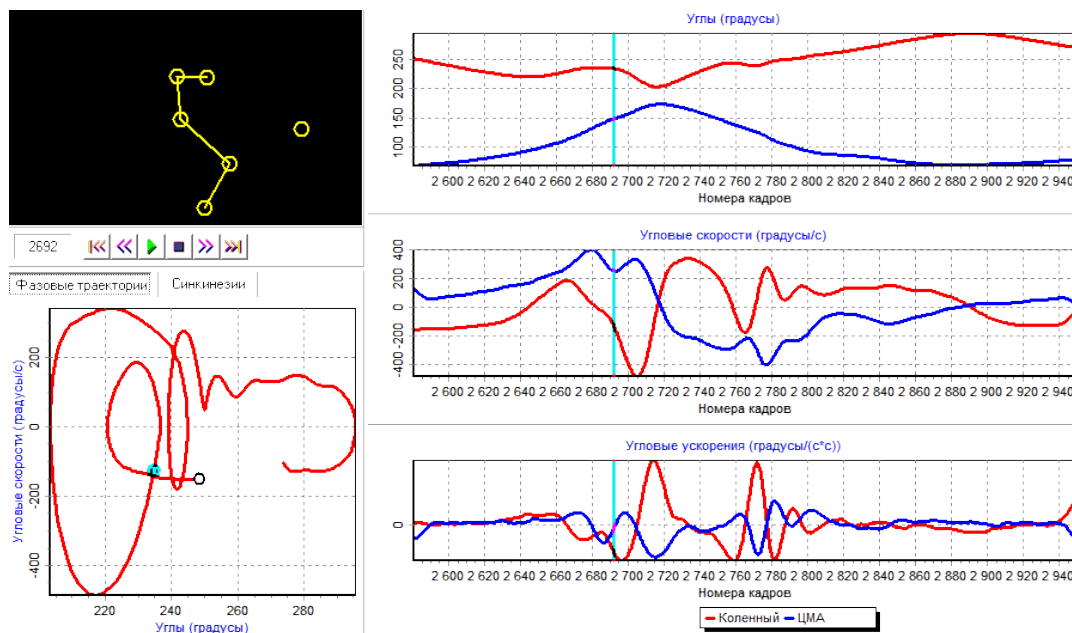 2692
Фазовые траектории Синкинезии
Угловые скорости (градусы/с)
200
0
-200
-400
220 240 260 280
Углы (градусы)
Углы (градусы)
250
200
150
100
2 600 2 620 2 640 2 660 2 680 2 700 2 720 2 740 2 760 2 780 2 800 2 820 2 840 2 860 2 880 2 900 2 920 2 940
Номера кадров
Угловые скорости (градусы/с)
400
200
0
-200
-400
2 600 2 620 2 640 2 660 2 680 2 700 2 720 2 740 2 760 2 780 2 800 2 820 2 840 2 860 2 880 2 900 2 920 2 940
Номера кадров
Угловые ускорения (градусы/(с*с))
0
2 600 2 620 2 640 2 660 2 680 2 700 2 720 2 740 2 760 2 780 2 800 2 820 2 840 2 860 2 880 2 900 2 920 2 940
Номера кадров
Коленный ЦМА